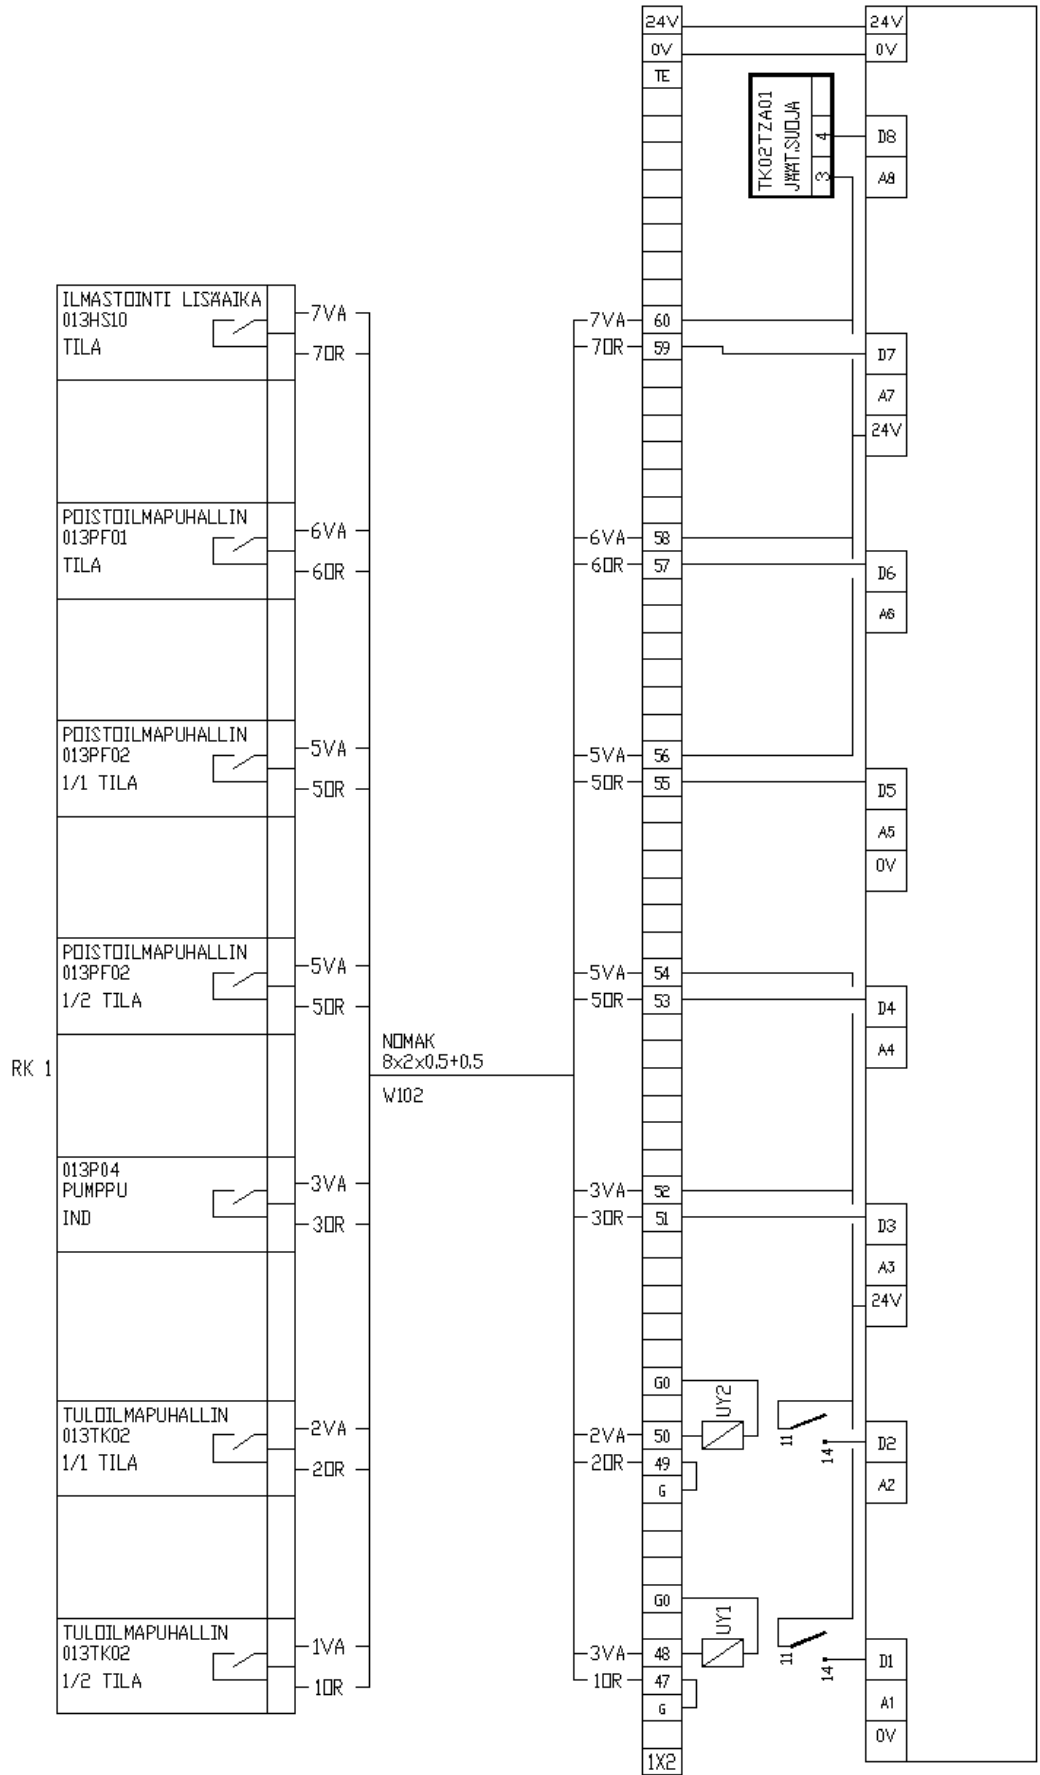 RK 1
ILMASTOINTI LISÄAIKA
013HS10
TILA
7VA
7OR
POISTOILMAPUHALLIN
013PF01
TILA
6VA
6OR
POISTOILMAPUHALLIN
013PF02
1/1 TILA
5VA
5OR
POISTOILMAPUHALLIN
013PF02
1/2 TILA
5VA
5OR
013P04
PUMPPU
IND
3VA
3OR
TULOILMAPUHALLIN
013TK02
1/1 TILA
2VA
2OR
TULOILMAPUHALLIN
013TK02
1/2 TILA
1VA
1OR
NOMAK
8x2x0.5+0.5
W102
7VA
7OR
6VA
6OR
5VA
5OR
5VA
5OR
3VA
3OR
2VA
2OR
3VA
1OR
24V
0V
TE
60
59
58
57
56
55
54
53
52
51
G0
50
49
G
G0
48
47
G
1X2
TK02TZA01
JÄÄT.SUOJA
4
3
UY2
11
14
UY1
11
14
24V
0V
D8
A8
D7
A7
24V
D6
A6
D5
A5
0V
D4
A4
D3
A3
24V
D2
A2
D1
A1
0V